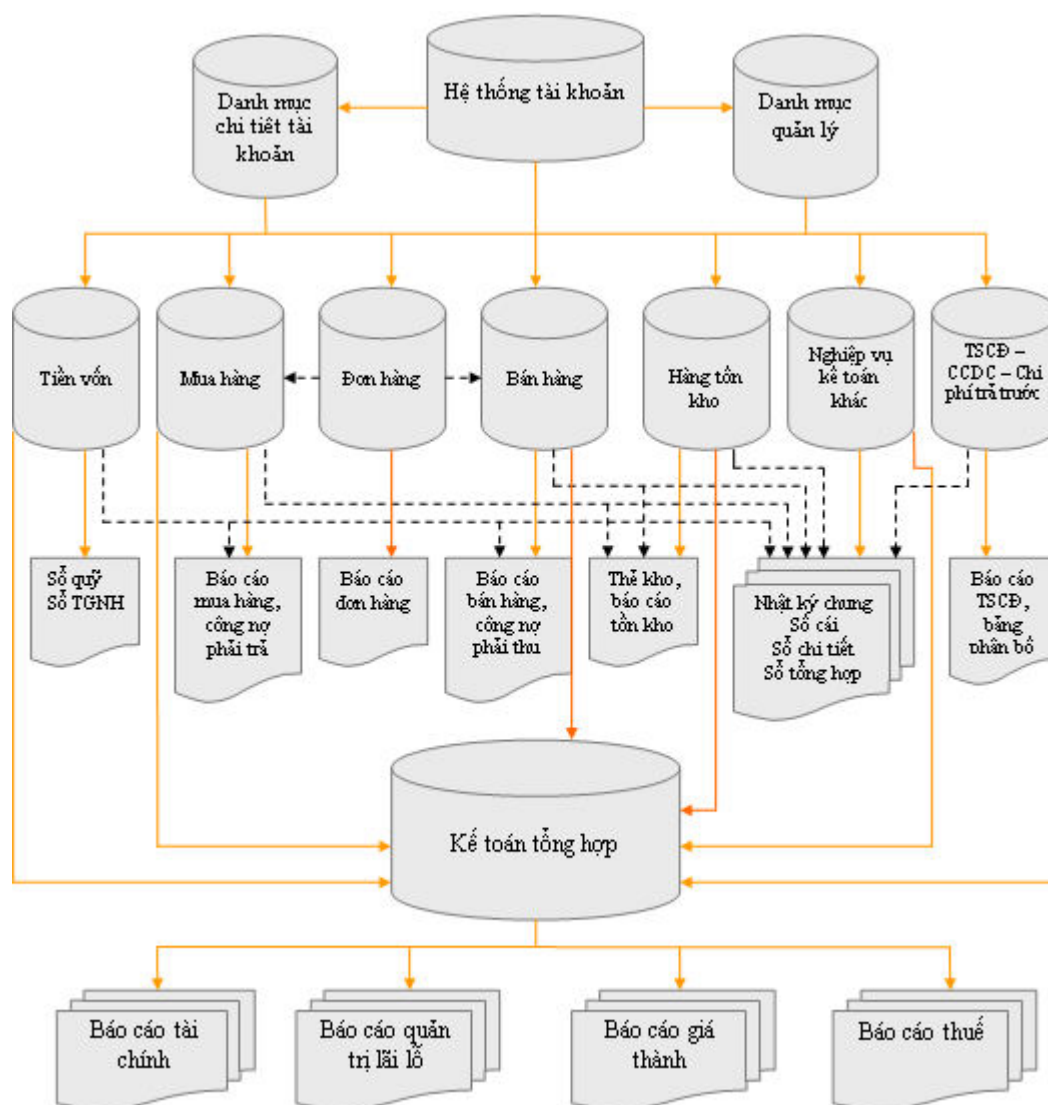 Hệ thống tài khoản
Danh mục
chi tiết tài
khoản
Danh mục
quản lý
Tiền vốn
Mua hàng
Đơn hàng
Bán hàng
Hàng tồn
kho
Nghiệp vụ
kế toán
khác
TSCĐ –
CCDC – Chi
phí trả trước
Sổ quỹ
Sổ TGNH
Báo cáo
mua hàng,
công nợ
phải trả
Báo cáo
đơn hàng
Báo cáo
bán hàng,
công nợ
phải thu
Thẻ kho,
báo cáo
tồn kho
Nhật ký chung
Sổ cái
Sổ chi tiết
Sổ tổng hợp
Báo cáo
TSCĐ,
bảng
phân bổ
Kế toán tổng hợp
Báo cáo tài
chính
Báo cáo quản
trị lãi lỗ
Báo cáo giá
thành
Báo cáo thuế